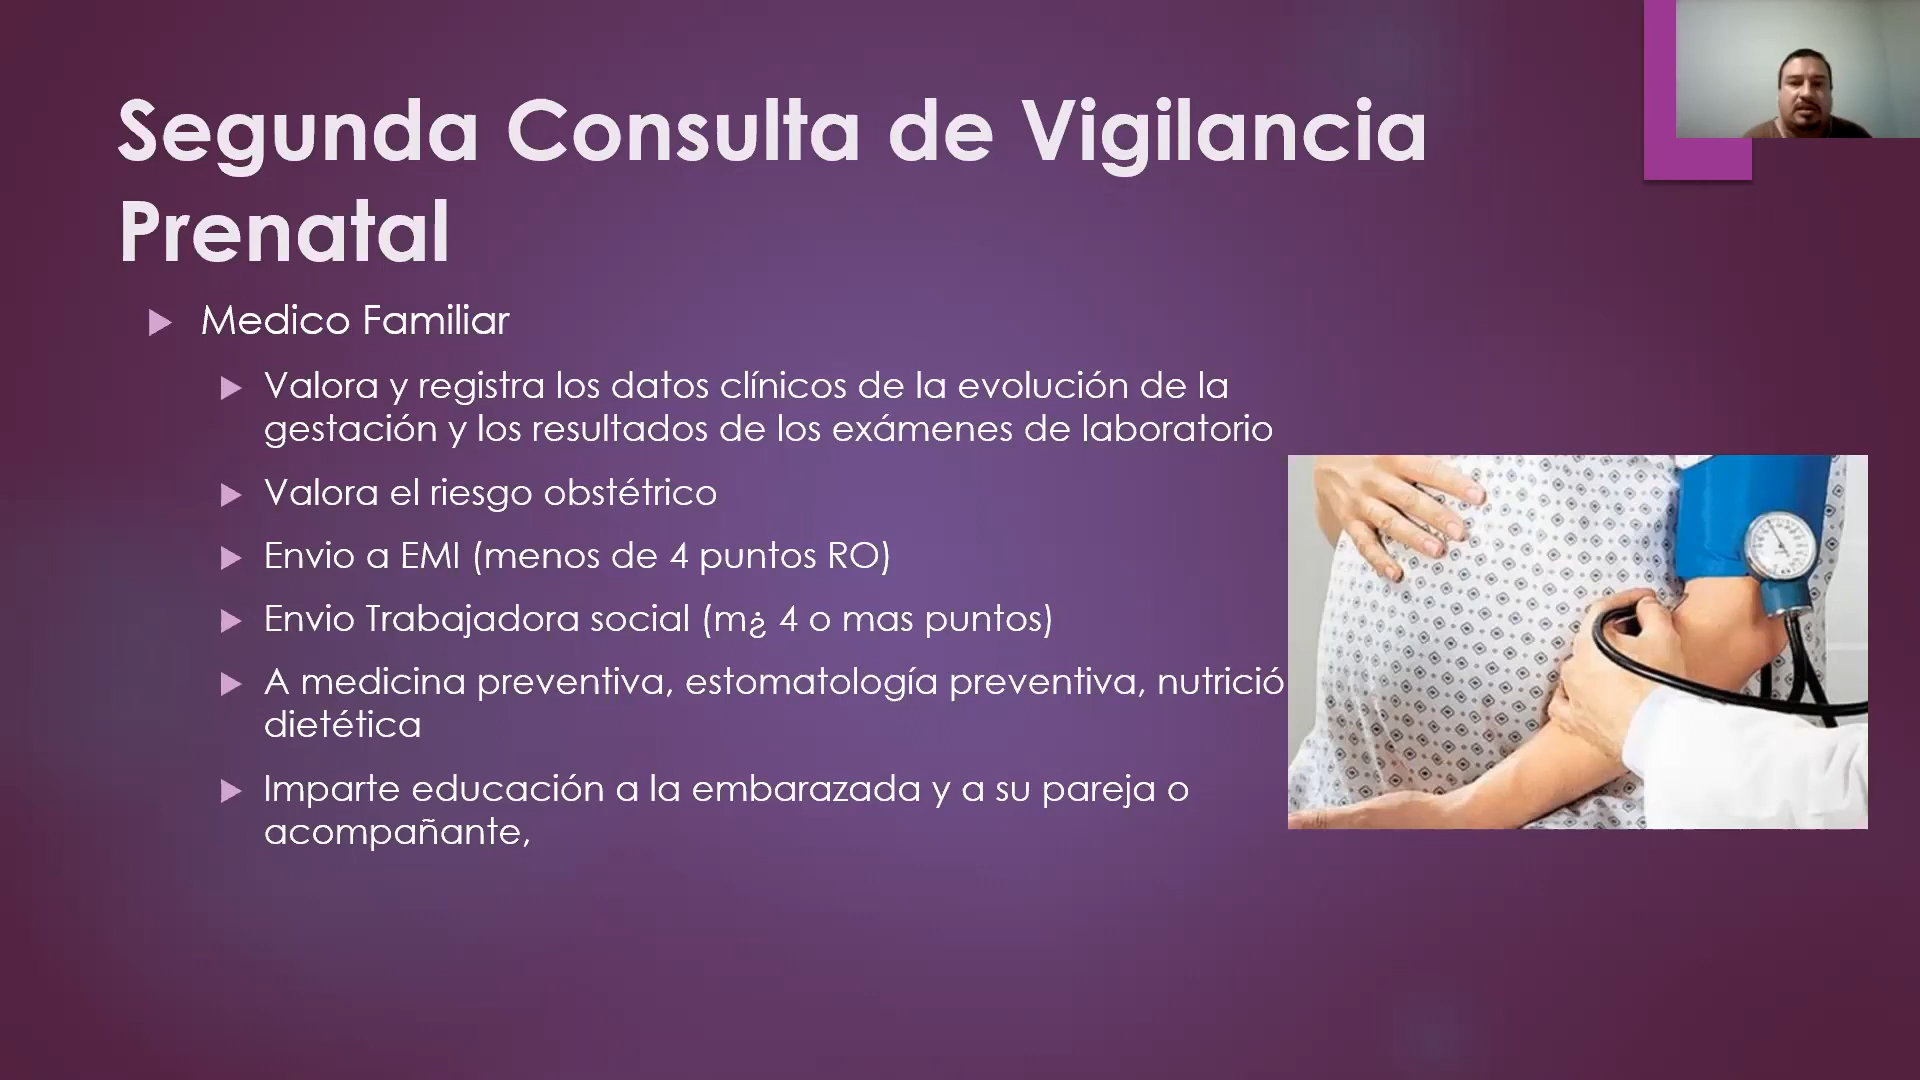 Segunda Consulta de Vigilancia
Prenatal
Medico Familiar
Valora y registra los datos clínicos de la evolución de la
gestación y los resultados de los exámenes de laboratorio
Valora el riesgo obstétrico
Envio a EMI (menos de 4 puntos RO)
Envio Trabajadora social (m¿ 4 o mas puntos)
A medicina preventiva, estomatología preventiva, nutrició
dietética
Imparte educación a la embarazada y a su pareja o
acompañante,